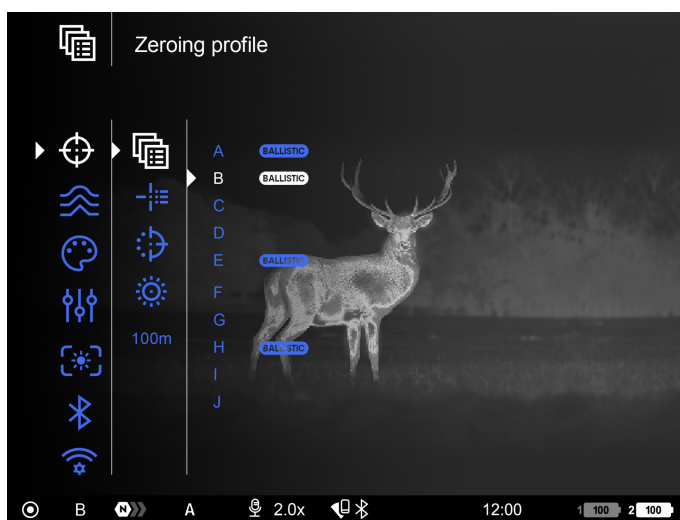 Zeroing profile
A BALLISTIC
B BALLISTIC
C
D
E BALLISTIC
F
G
100m
H BALLISTIC
I
J
B N A 2.0x 12:00 1 100 2 100